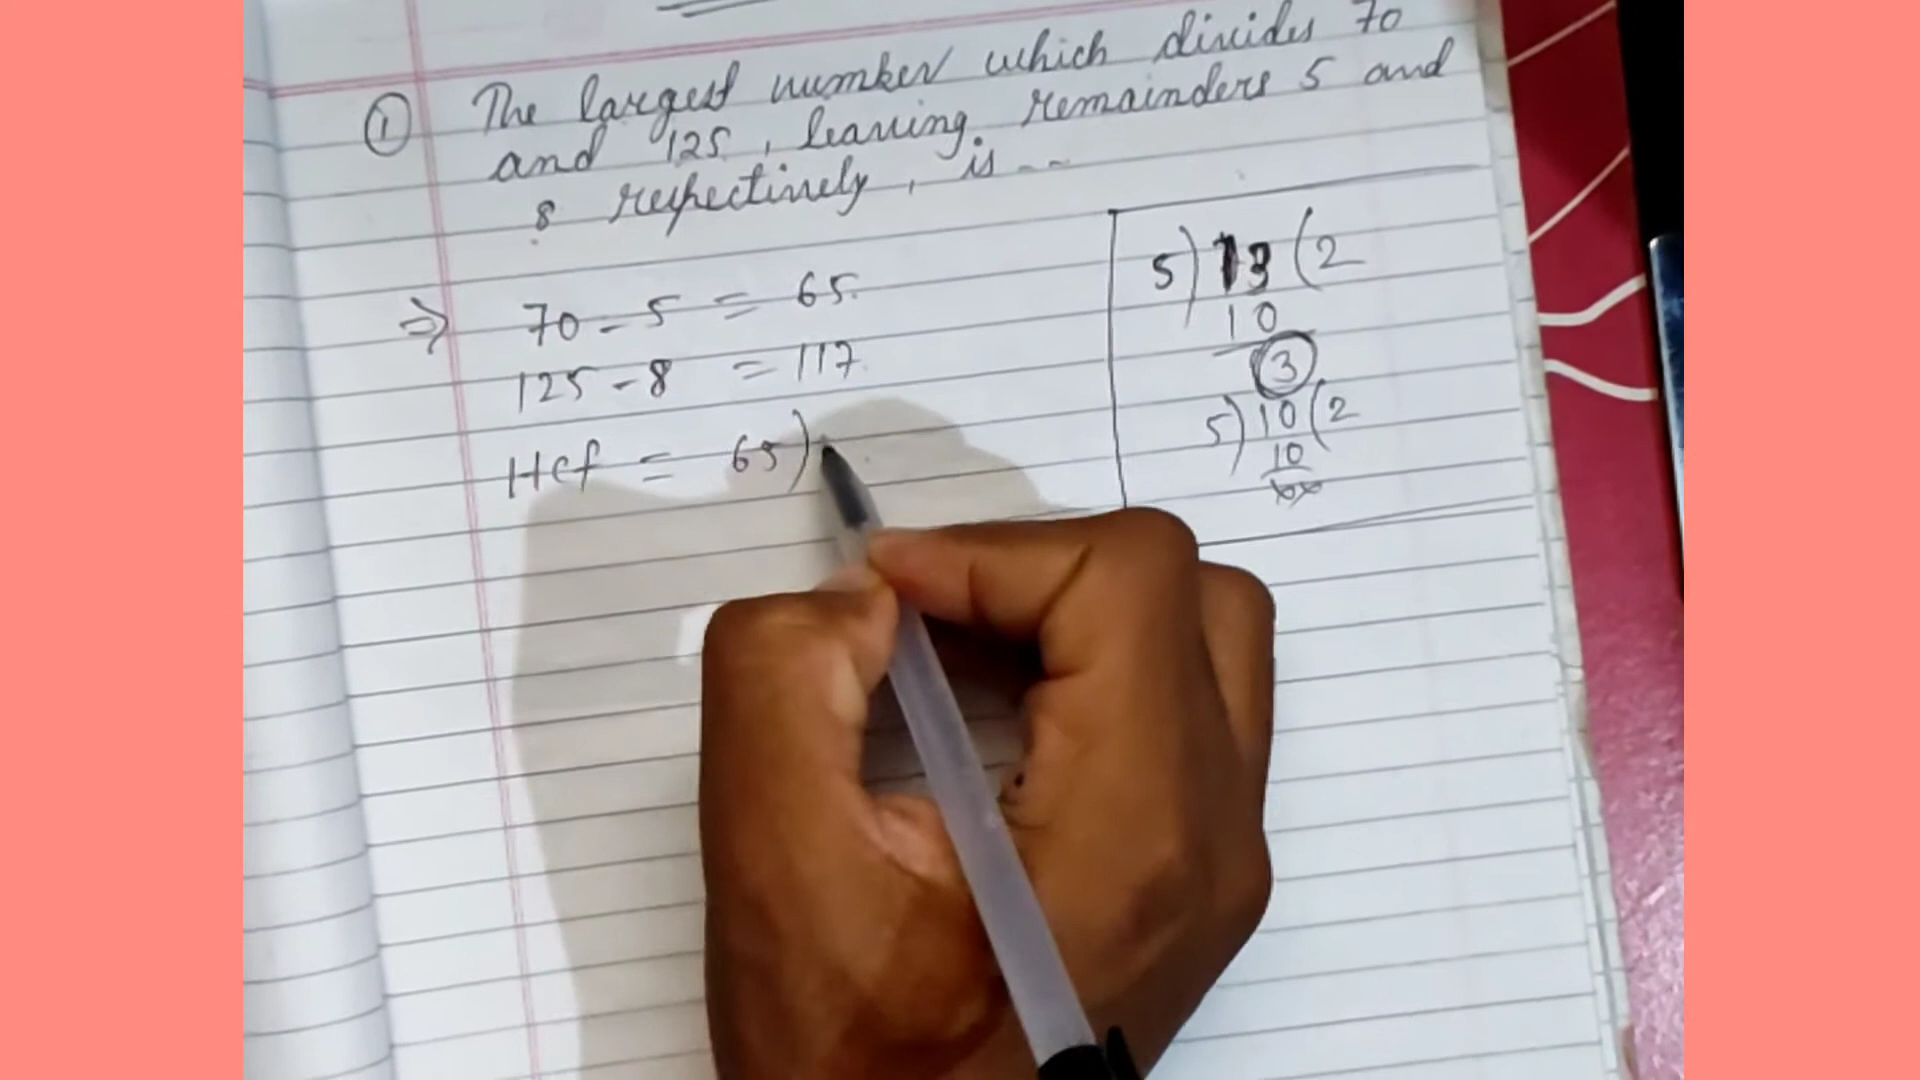 ① The largest number which divides 70
and 125, leaving remainders 5 and
8 respectively, is --
⇒ 70 - 5 = 65
125 - 8 = 117
Hcf = 65)
5) 13 (2
10
3
5) 10 (2
10